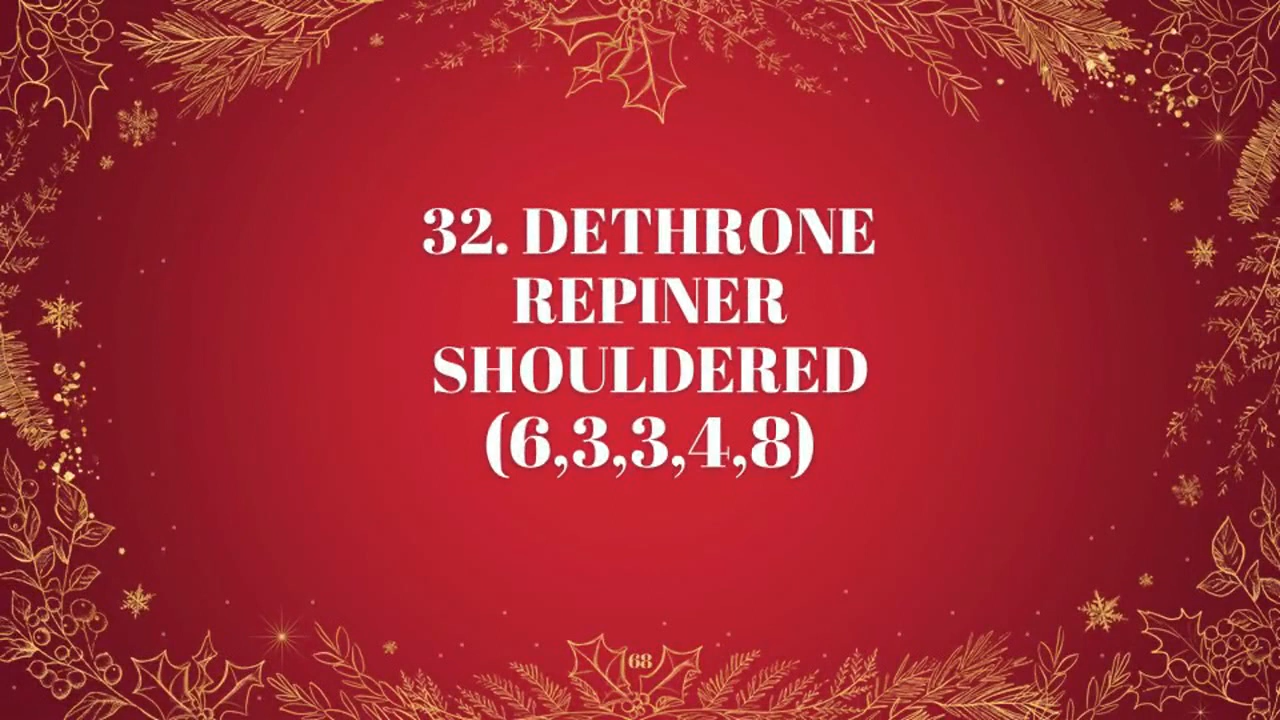 32. DETHRONE
REPINER
SHOULDERED
(6,3,3,4,8)
68